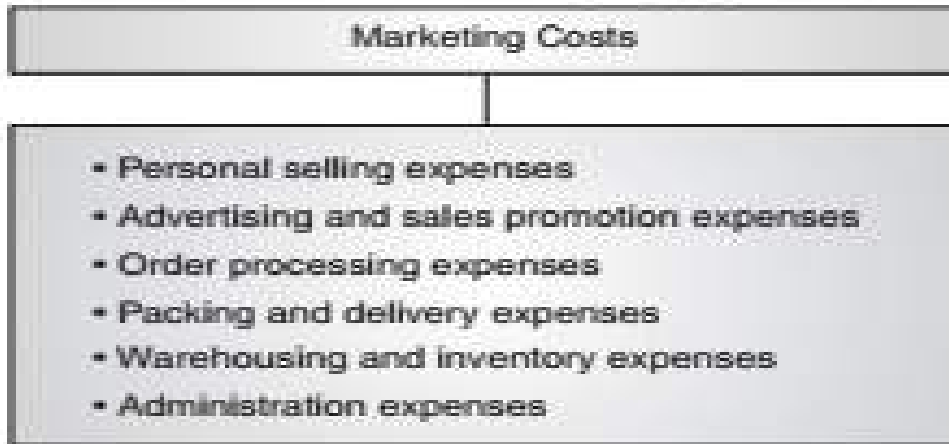 Marketing Costs
• Personal selling expenses
• Advertising and sales promotion expenses
• Order processing expenses
• Packing and delivery expenses
• Warehousing and inventory expenses
• Administration expenses